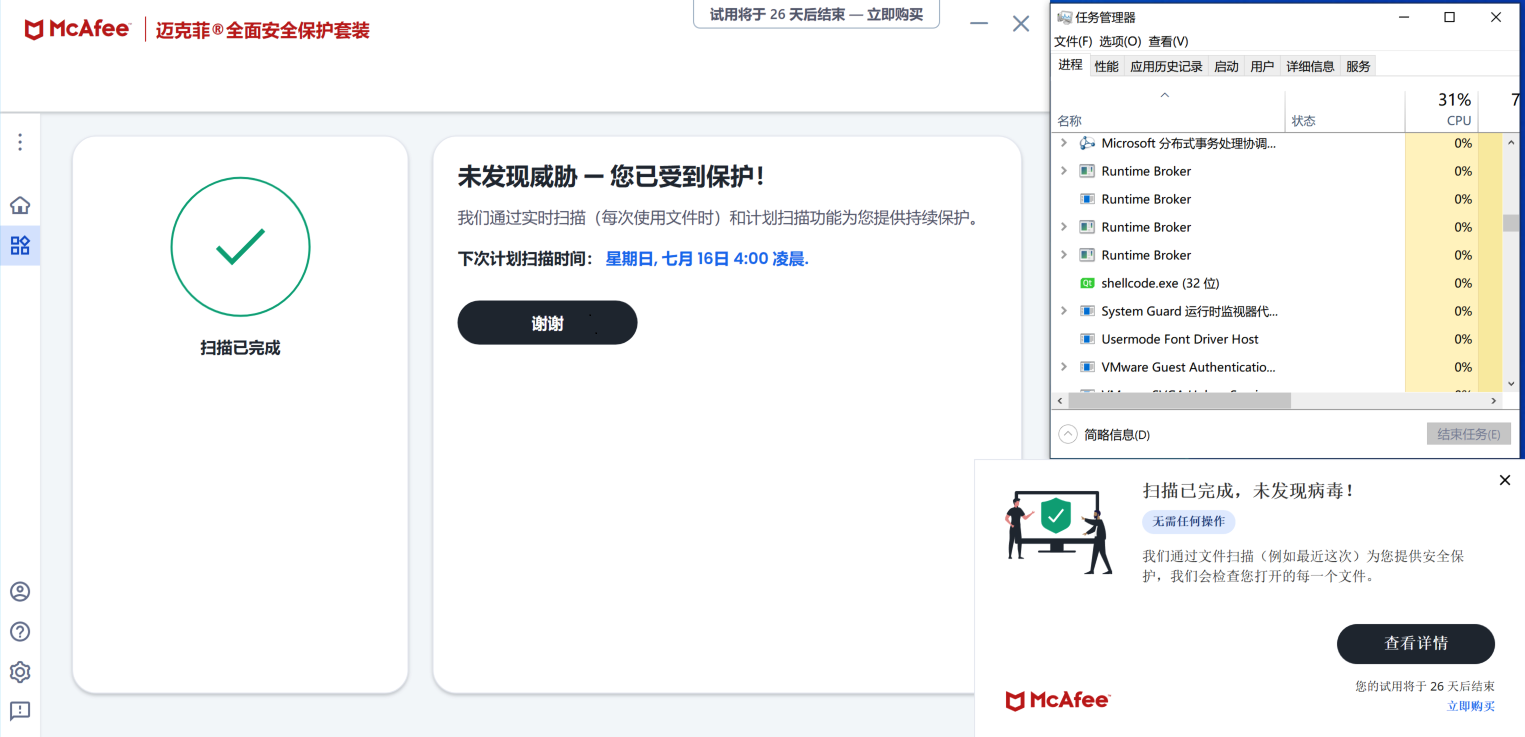 McAfee™ 迈克菲®全面安全保护套装
试用将于 26 天后结束 — 立即购买
扫描已完成
未发现威胁 — 您已受到保护！
我们通过实时扫描（每次使用文件时）和计划扫描功能为您提供持续保护。
下次计划扫描时间： 星期日, 七月 16日 4:00 凌晨.
谢谢
任务管理器
文件(F) 选项(O) 查看(V)
进程 性能 应用历史记录 启动 用户 详细信息 服务
31% 7
名称 状态 CPU
Microsoft 分布式事务处理协调... 0%
Runtime Broker 0%
Runtime Broker 0%
Runtime Broker 0%
Runtime Broker 0%
Qt shellcode.exe (32 位) 0%
System Guard 运行时监视器代... 0%
Usermode Font Driver Host 0%
VMware Guest Authenticatio... 0%
简略信息(D) 结束任务(E)
扫描已完成，未发现病毒！
无需任何操作
我们通过文件扫描（例如最近这次）为您提供安全保
护，我们会检查您打开的每一个文件。
查看详情
McAfee™
您的试用将于 26 天后结束
立即购买